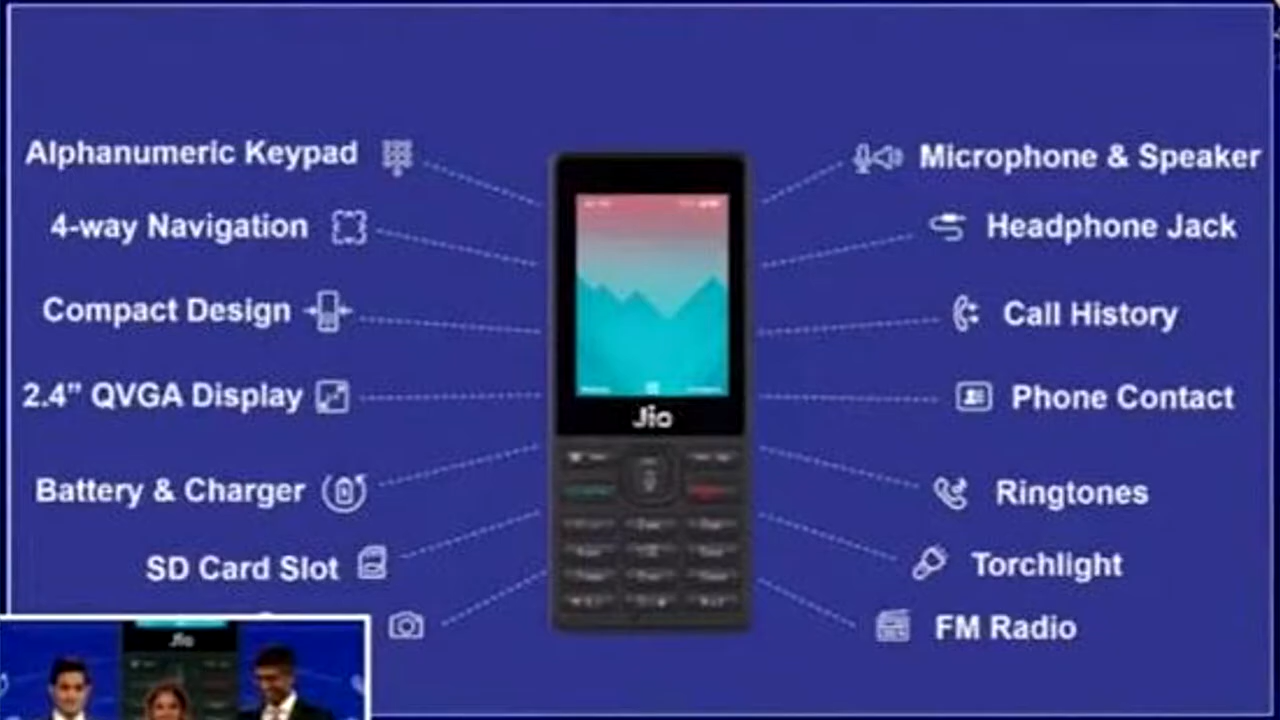 Alphanumeric Keypad
4-way Navigation
Compact Design
2.4” QVGA Display
Battery & Charger
SD Card Slot
Jio
Microphone & Speaker
Headphone Jack
Call History
Phone Contact
Ringtones
Torchlight
FM Radio
Jio